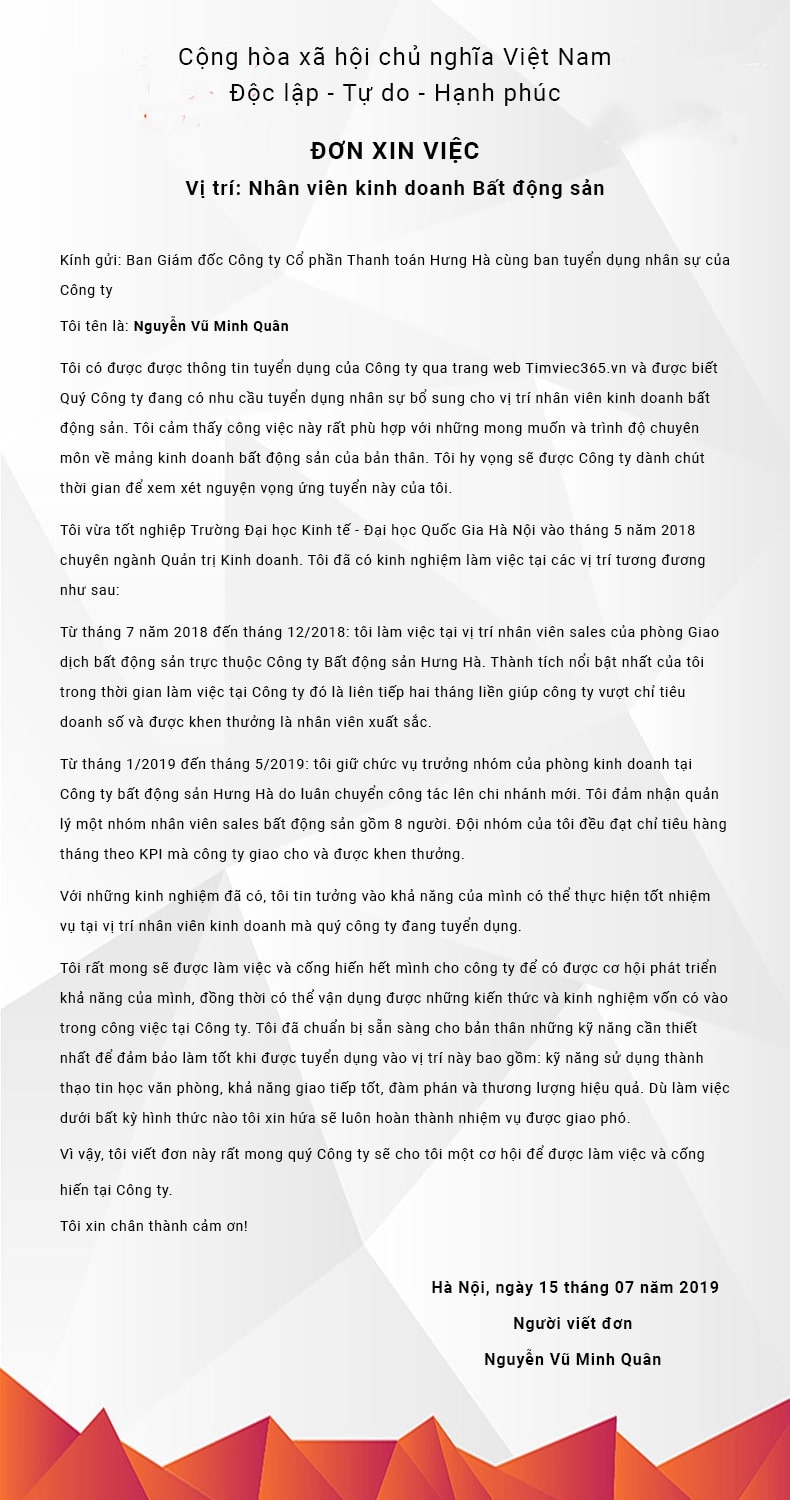 Cộng hòa xã hội chủ nghĩa Việt Nam
Độc lập - Tự do - Hạnh phúc
ĐƠN XIN VIỆC
Vị trí: Nhân viên kinh doanh Bất động sản
Kính gửi: Ban Giám đốc Công ty Cổ phần Thanh toán Hưng Hà cùng ban tuyển dụng nhân sự của
Công ty
Tôi tên là: Nguyễn Vũ Minh Quân
Tôi có được được thông tin tuyển dụng của Công ty qua trang web Timviec365.vn và được biết
Quý Công ty đang có nhu cầu tuyển dụng nhân sự bổ sung cho vị trí nhân viên kinh doanh bất
động sản. Tôi cảm thấy công việc này rất phù hợp với những mong muốn và trình độ chuyên
môn về mảng kinh doanh bất động sản của bản thân. Tôi hy vọng sẽ được Công ty dành chút
thời gian để xem xét nguyện vọng ứng tuyển này của tôi.
Tôi vừa tốt nghiệp Trường Đại học Kinh tế - Đại học Quốc Gia Hà Nội vào tháng 5 năm 2018
chuyên ngành Quản trị Kinh doanh. Tôi đã có kinh nghiệm làm việc tại các vị trí tương đương
như sau:
Từ tháng 7 năm 2018 đến tháng 12/2018: tôi làm việc tại vị trí nhân viên sales của phòng Giao
dịch bất động sản trực thuộc Công ty Bất động sản Hưng Hà. Thành tích nổi bật nhất của tôi
trong thời gian làm việc tại Công ty đó là liên tiếp hai tháng liền giúp công ty vượt chỉ tiêu
doanh số và được khen thưởng là nhân viên xuất sắc.
Từ tháng 1/2019 đến tháng 5/2019: tôi giữ chức vụ trưởng nhóm của phòng kinh doanh tại
Công ty bất động sản Hưng Hà do luân chuyển công tác lên chi nhánh mới. Tôi đảm nhận quản
lý một nhóm nhân viên sales bất động sản gồm 8 người. Đội nhóm của tôi đều đạt chỉ tiêu hàng
tháng theo KPI mà công ty giao cho và được khen thưởng.
Với những kinh nghiệm đã có, tôi tin tưởng vào khả năng của mình có thể thực hiện tốt nhiệm
vụ tại vị trí nhân viên kinh doanh mà quý công ty đang tuyển dụng.
Tôi rất mong sẽ được làm việc và cống hiến hết mình cho công ty để có được cơ hội phát triển
khả năng của mình, đồng thời có thể vận dụng được những kiến thức và kinh nghiệm vốn có vào
trong công việc tại Công ty. Tôi đã chuẩn bị sẵn sàng cho bản thân những kỹ năng cần thiết
nhất để đảm bảo làm tốt khi được tuyển dụng vào vị trí này bao gồm: kỹ năng sử dụng thành
thạo tin học văn phòng, khả năng giao tiếp tốt, đàm phán và thương lượng hiệu quả. Dù làm việc
dưới bất kỳ hình thức nào tôi xin hứa sẽ luôn hoàn thành nhiệm vụ được giao phó.
Vì vậy, tôi viết đơn này rất mong quý Công ty sẽ cho tôi một cơ hội để được làm việc và cống
hiến tại Công ty.
Tôi xin chân thành cảm ơn!
Hà Nội, ngày 15 tháng 07 năm 2019
Người viết đơn
Nguyễn Vũ Minh Quân